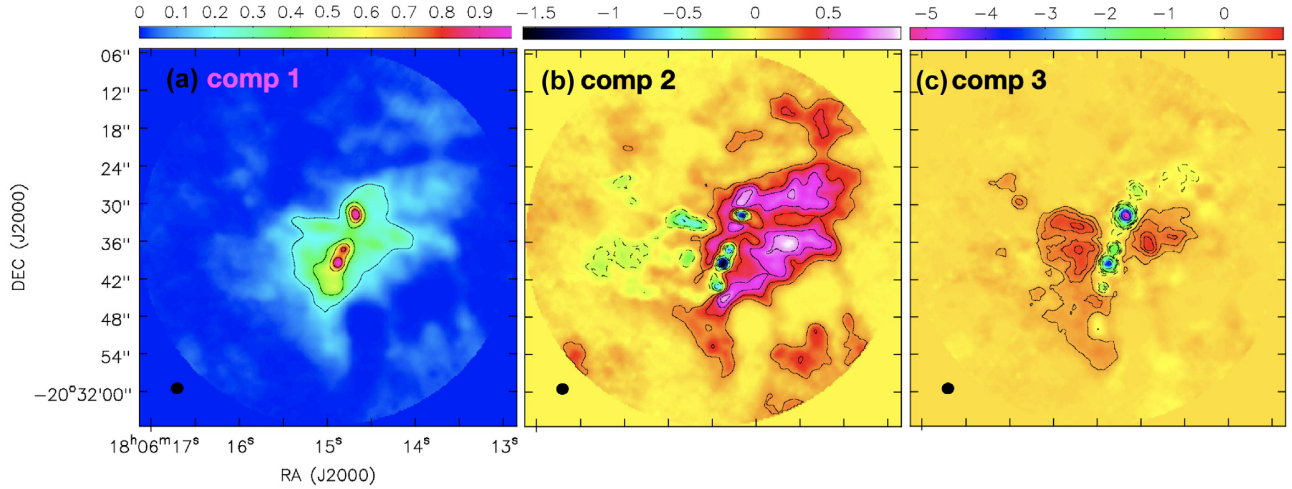 0 0.1 0.2 0.3 0.4 0.5 0.6 0.7 0.8 0.9
−1.5 −1 −0.5 0 0.5
−5 −4 −3 −2 −1 0
(a) comp 1
(b) comp 2
(c) comp 3
06"
12"
18"
24"
30"
36"
42"
48"
54"
−20°32'00"
DEC (J2000)
18ʰ06ᵐ17ˢ 16ˢ 15ˢ 14ˢ 13ˢ
RA (J2000)